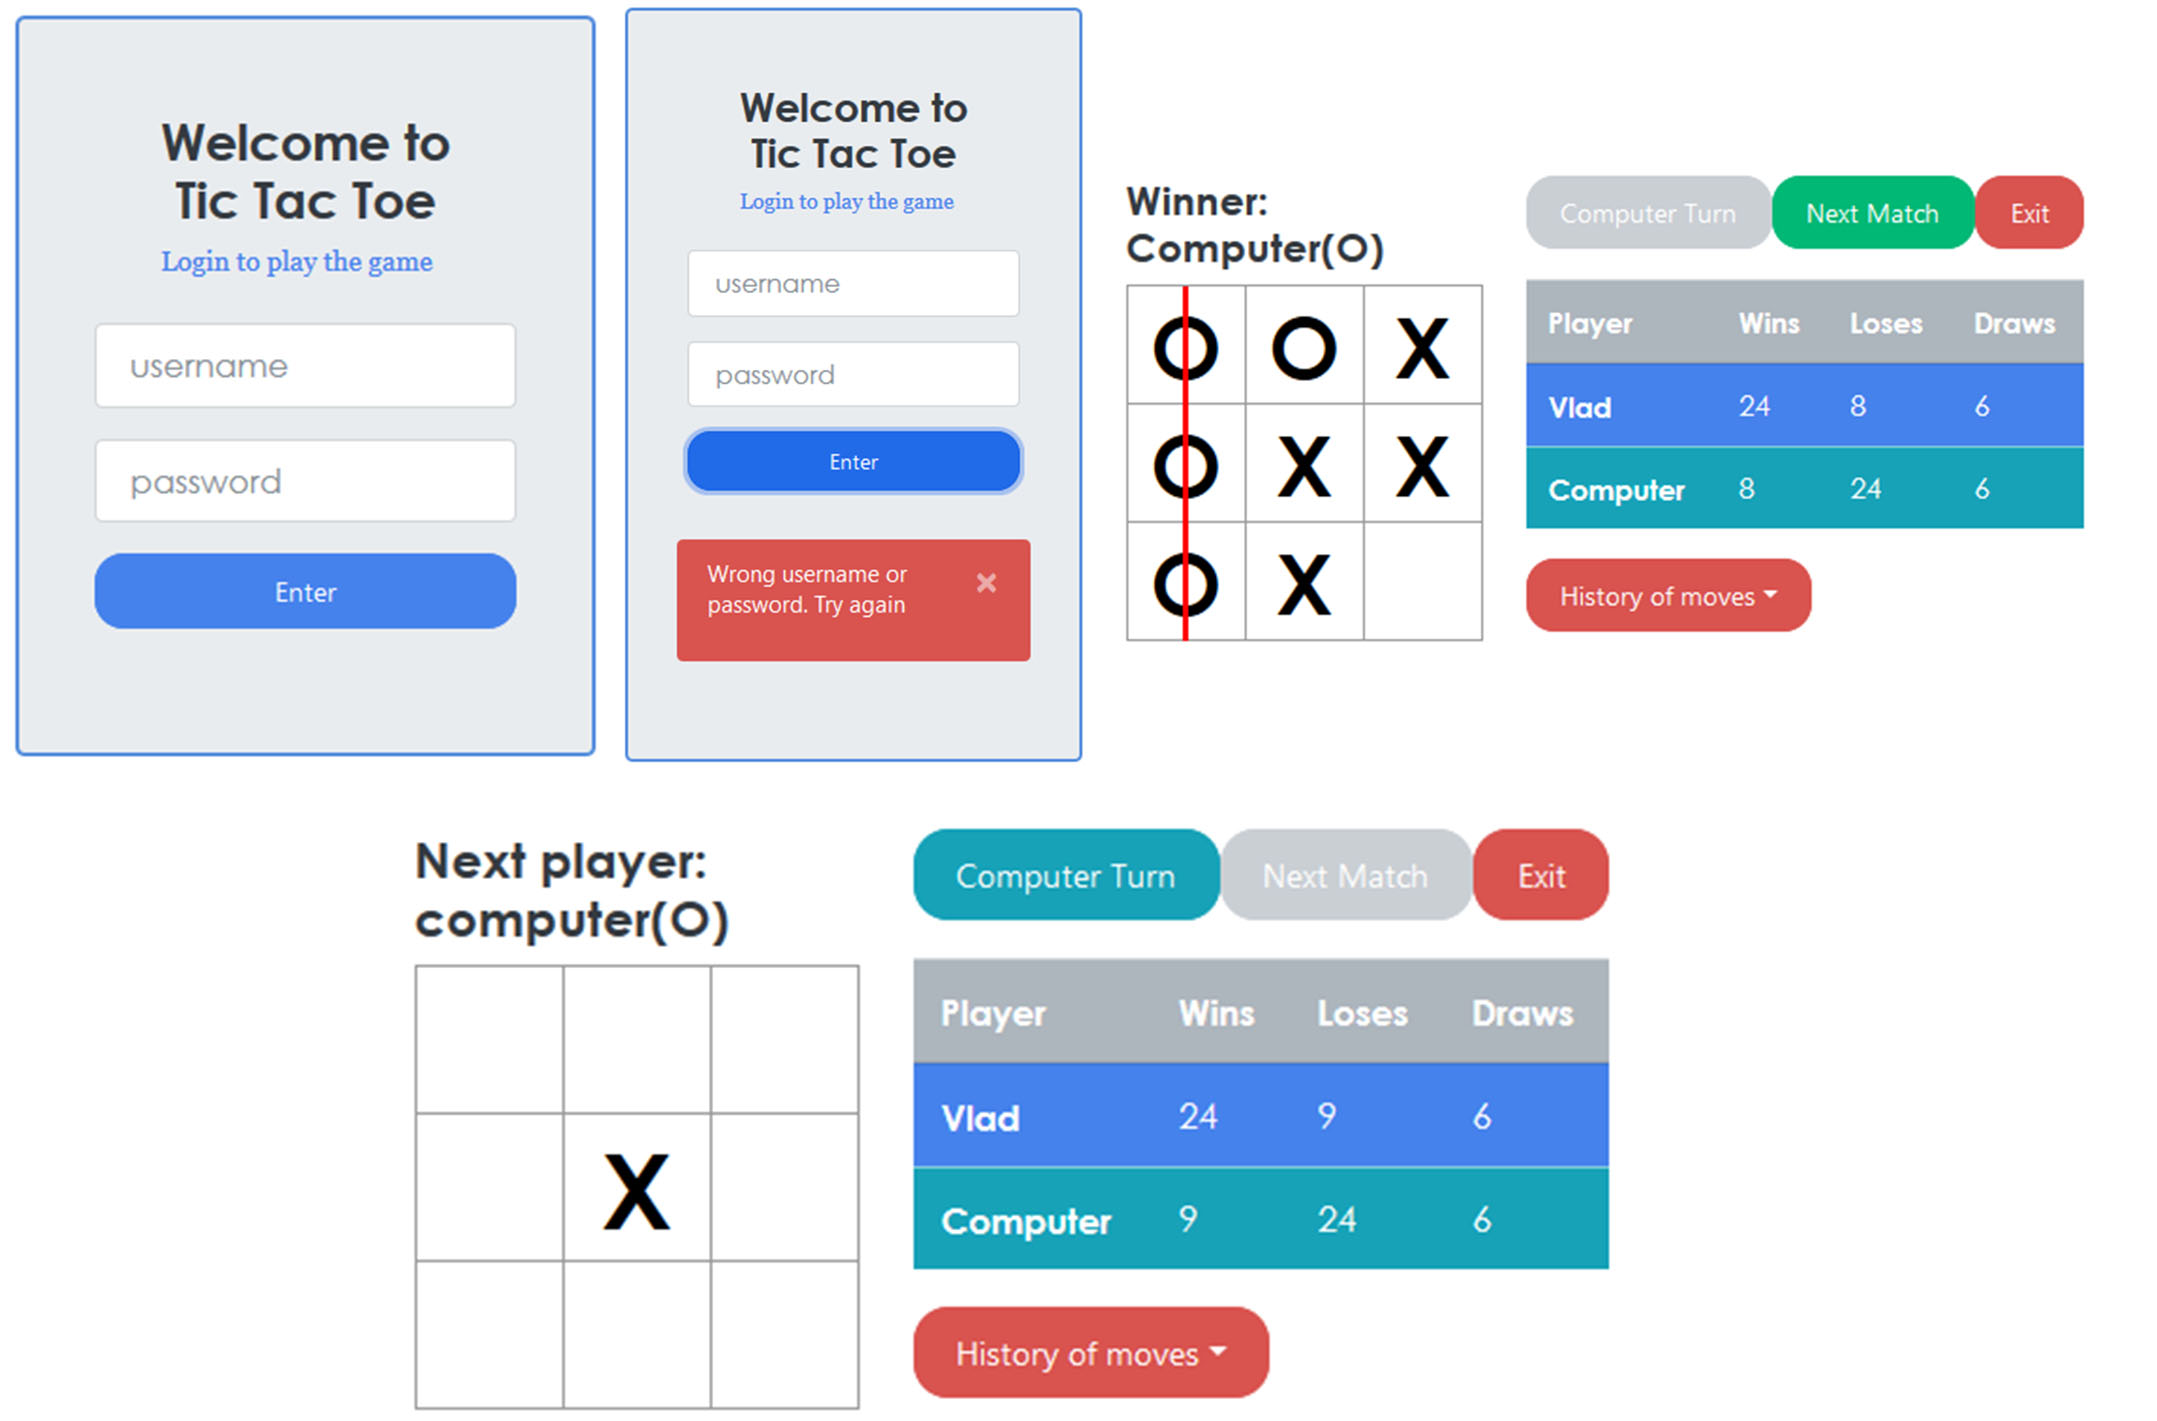 Welcome to
Tic Tac Toe
Login to play the game
username
password
Enter
Welcome to
Tic Tac Toe
Login to play the game
username
password
Enter
Wrong username or
password. Try again
×
Winner:
Computer(O)
O O X
O X X
O X
Computer Turn Next Match Exit
Player Wins Loses Draws
Vlad 24 8 6
Computer 8 24 6
History of moves
Next player:
computer(O)
X
Computer Turn Next Match Exit
Player Wins Loses Draws
Vlad 24 9 6
Computer 9 24 6
History of moves